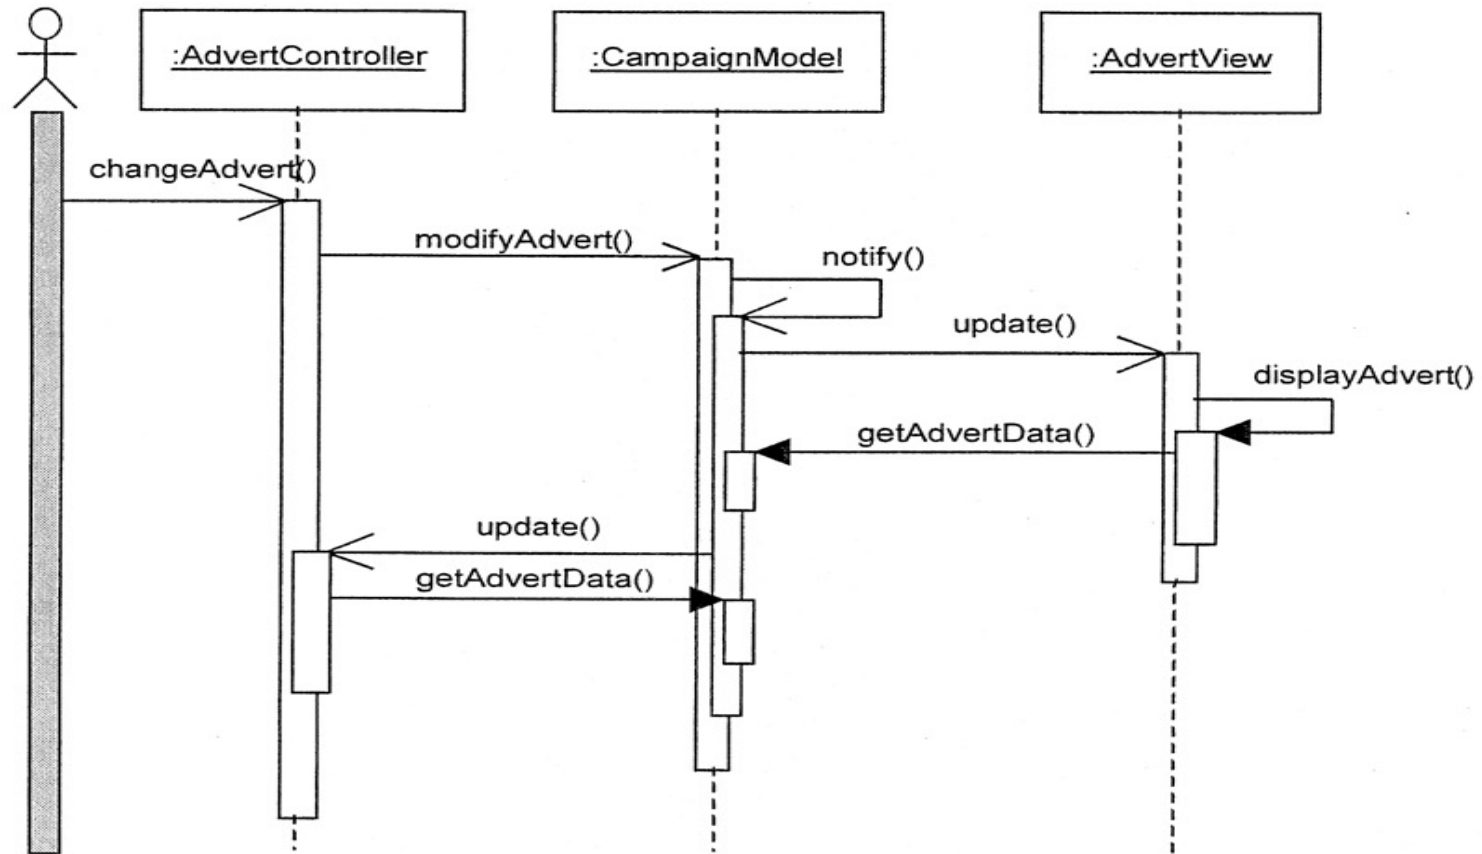 :AdvertController
:CampaignModel
:AdvertView
changeAdvert()
modifyAdvert()
notify()
update()
displayAdvert()
getAdvertData()
update()
getAdvertData()